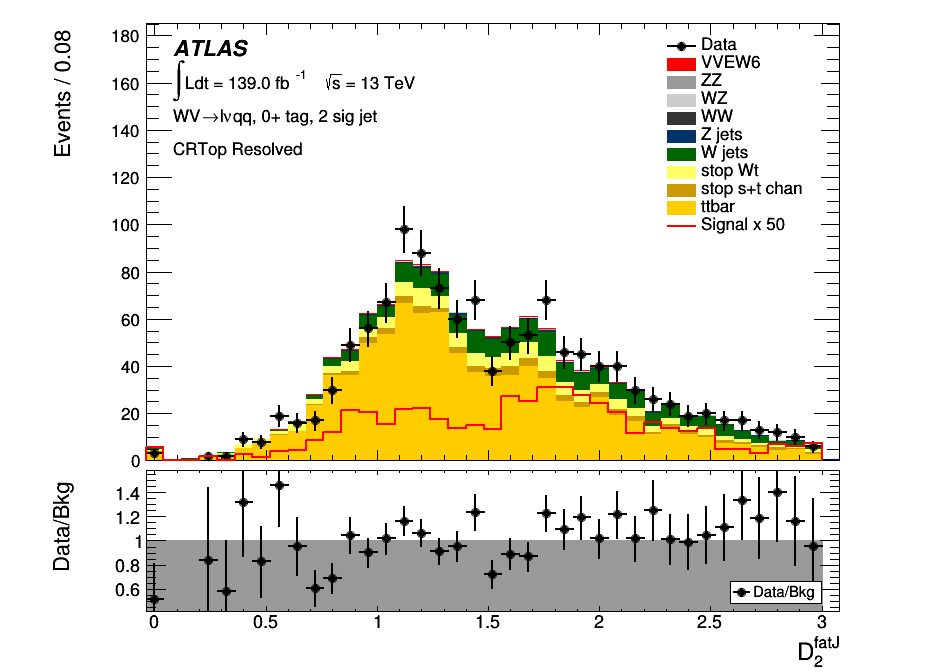 Events / 0.08
180
160
140
120
100
80
60
40
20
0
ATLAS
∫Ldt = 139.0 fb⁻¹ √s = 13 TeV
WV→lνqq, 0+ tag, 2 sig jet
CRTop Resolved
Data
VVEW6
ZZ
WZ
WW
Z jets
W jets
stop Wt
stop s+t chan
ttbar
Signal x 50
Data/Bkg
1.4
1.2
1
0.8
0.6
Data/Bkg
0 0.5 1 1.5 2 2.5 3
D₂^fatJ